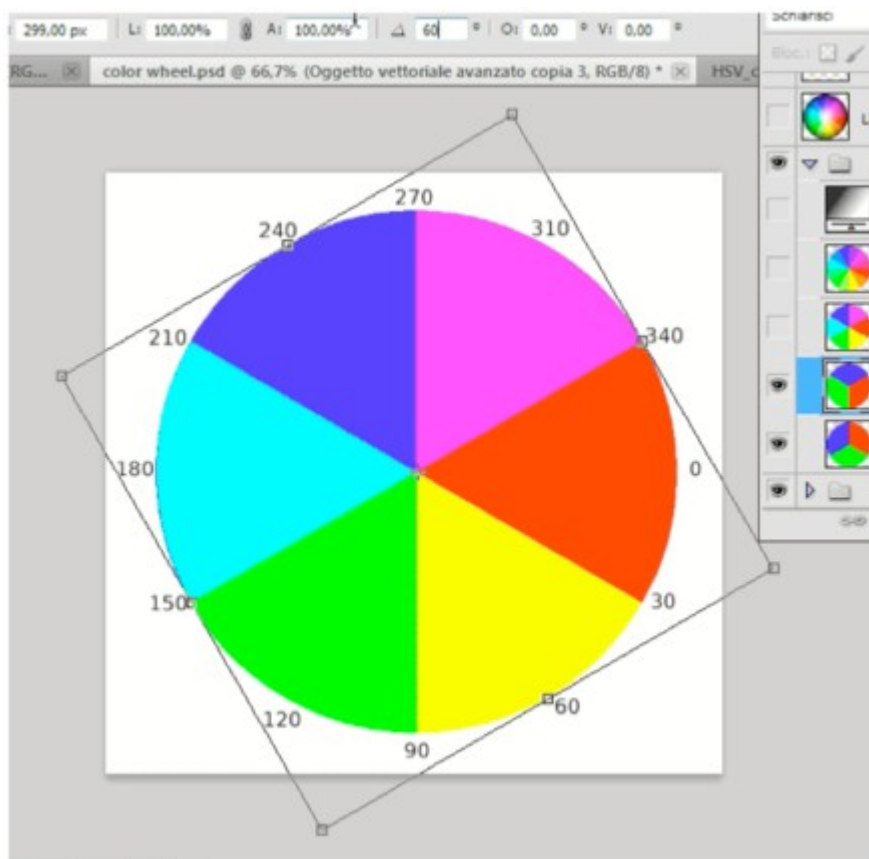 299,00 px L: 100,00% A: 100,00% 60 ° O: 0,00 ° V: 0,00 °
Schiarisci
Bloc.:
RG... color wheel.psd @ 66,7% (Oggetto vettoriale avanzato copia 3, RGB/8) * HSV_c
L
270
240
310
210
340
180
0
150
30
120
60
90